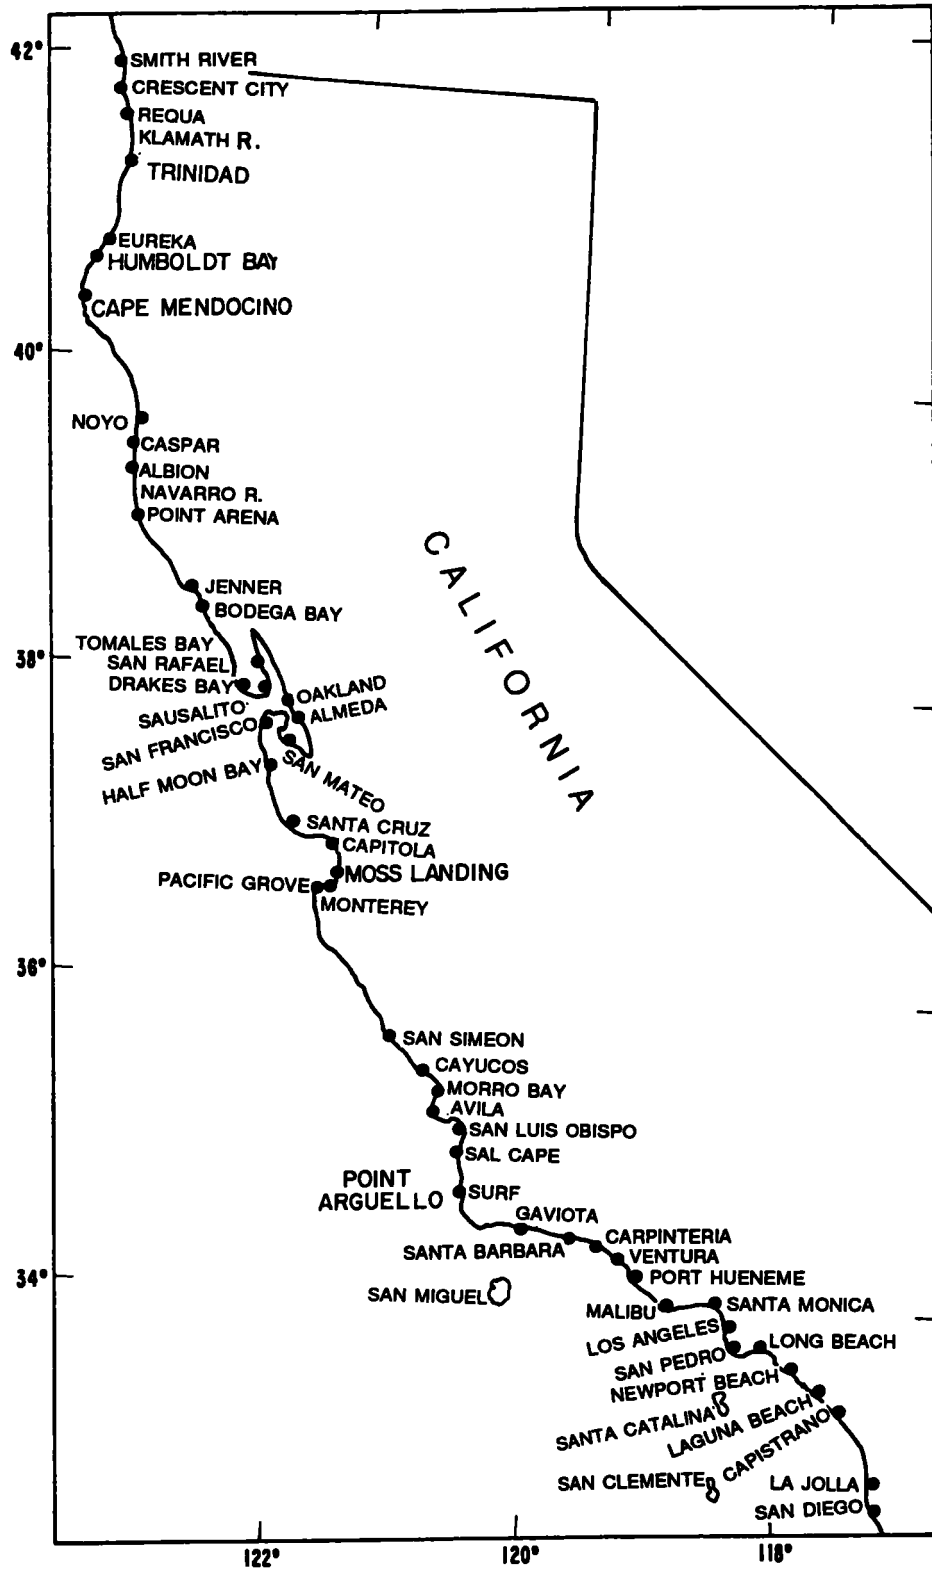 42°
SMITH RIVER
CRESCENT CITY
REQUA
KLAMATH R.
TRINIDAD
EUREKA
HUMBOLDT BAY
CAPE MENDOCINO
40°
NOYO
CASPAR
ALBION
NAVARRO R.
POINT ARENA
CALIFORNIA
JENNER
BODEGA BAY
TOMALES BAY
38°
SAN RAFAEL
DRAKES BAY
OAKLAND
SAUSALITO
ALMEDA
SAN FRANCISCO
SAN MATEO
HALF MOON BAY
SANTA CRUZ
CAPITOLA
MOSS LANDING
PACIFIC GROVE
MONTEREY
36°
SAN SIMEON
CAYUCOS
MORRO BAY
AVILA
SAN LUIS OBISPO
SAL CAPE
POINT
ARGUELLO
SURF
GAVIOTA
CARPINTERIA
SANTA BARBARA
VENTURA
34°
PORT HUENEME
SAN MIGUEL
MALIBU
SANTA MONICA
LOS ANGELES
LONG BEACH
SAN PEDRO
NEWPORT BEACH
SANTA CATALINA
LAGUNA BEACH
CAPISTRANO
SAN CLEMENTE
LA JOLLA
SAN DIEGO
122°
120°
118°